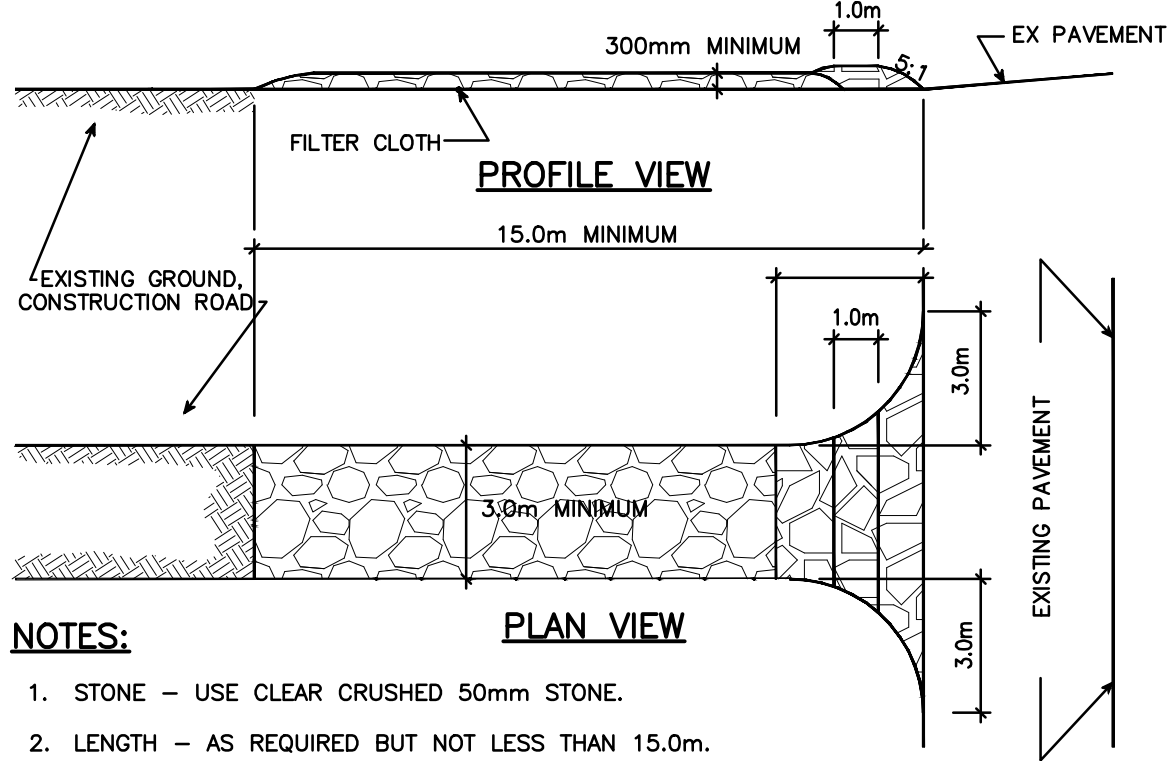 1.0m
EX PAVEMENT
300mm MINIMUM
5:1
FILTER CLOTH
PROFILE VIEW
15.0m MINIMUM
EXISTING GROUND,
CONSTRUCTION ROAD
1.0m
3.0m
EXISTING PAVEMENT
3.0m MINIMUM
3.0m
PLAN VIEW
NOTES:
1. STONE – USE CLEAR CRUSHED 50mm STONE.
2. LENGTH – AS REQUIRED BUT NOT LESS THAN 15.0m.